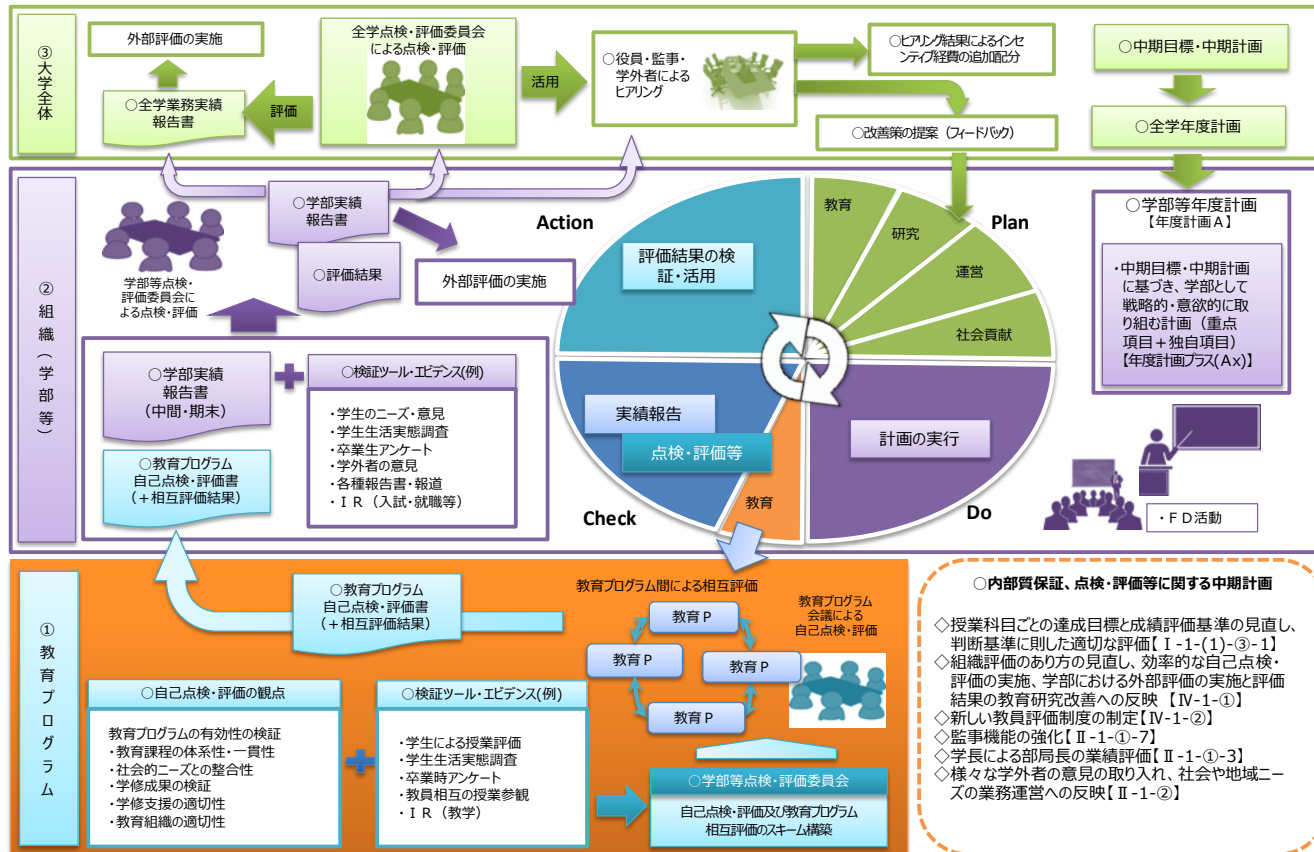 ③大学全体
外部評価の実施
○全学業務実績
報告書
評価
全学点検・評価委員会
による点検・評価
活用
○役員・監事・
学外者による
ヒアリング
○ヒアリング結果によるインセ
ンティブ経費の追加配分
○改善策の提案（フィードバック）
○中期目標・中期計画
○全学年度計画
②組織（学部等）
○学部実績
報告書
○評価結果
学部等点検・
評価委員会に
よる点検・評価
外部評価の実施
○学部実績
報告書
（中間・期末）
○検証ツール・エビデンス(例)
・学生のニーズ・意見
・学生生活実態調査
・卒業生アンケート
・学外者の意見
・各種報告書・報道
・ＩＲ（入試・就職等）
○教育プログラム
自己点検・評価書
（＋相互評価結果）
Action
Plan
評価結果の検
証・活用
教育
研究
運営
社会貢献
実績報告
点検・評価等
教育
計画の実行
Check
Do
○学部等年度計画
【年度計画Ａ】
・中期目標・中期計画
に基づき、学部として
戦略的・意欲的に取
り組む計画（重点
項目＋独自項目）
【年度計画プラス(Ax)】
・ＦＤ活動
①教育プログラム
○教育プログラム
自己点検・評価書
（＋相互評価結果）
教育プログラム間による相互評価
教育Ｐ
教育Ｐ
教育Ｐ
教育Ｐ
教育プログラム
会議による
自己点検・評価
○自己点検・評価の観点
教育プログラムの有効性の検証
・教育課程の体系性・一貫性
・社会的ニーズとの整合性
・学修成果の検証
・学修支援の適切性
・教育組織の適切性
○検証ツール・エビデンス(例)
・学生による授業評価
・学生生活実態調査
・卒業時アンケート
・教員相互の授業参観
・ＩＲ（教学）
○学部等点検・評価委員会
自己点検・評価及び教育プログラム
相互評価のスキーム構築
○内部質保証、点検・評価等に関する中期計画
◇授業科目ごとの達成目標と成績評価基準の見直し、
判断基準に則した適切な評価【Ⅰ-1-(1)-③-1】
◇組織評価のあり方の見直し、効率的な自己点検・
評価の実施、学部における外部評価の実施と評価
結果の教育研究改善への反映 【Ⅳ-1-①】
◇新しい教員評価制度の制定【Ⅳ-1-②】
◇監事機能の強化【Ⅱ-1-①-7】
◇学長による部局長の業績評価【Ⅱ-1-①-3】
◇様々な学外者の意見の取り入れ、社会や地域ニー
ズの業務運営への反映【Ⅱ-1-②】